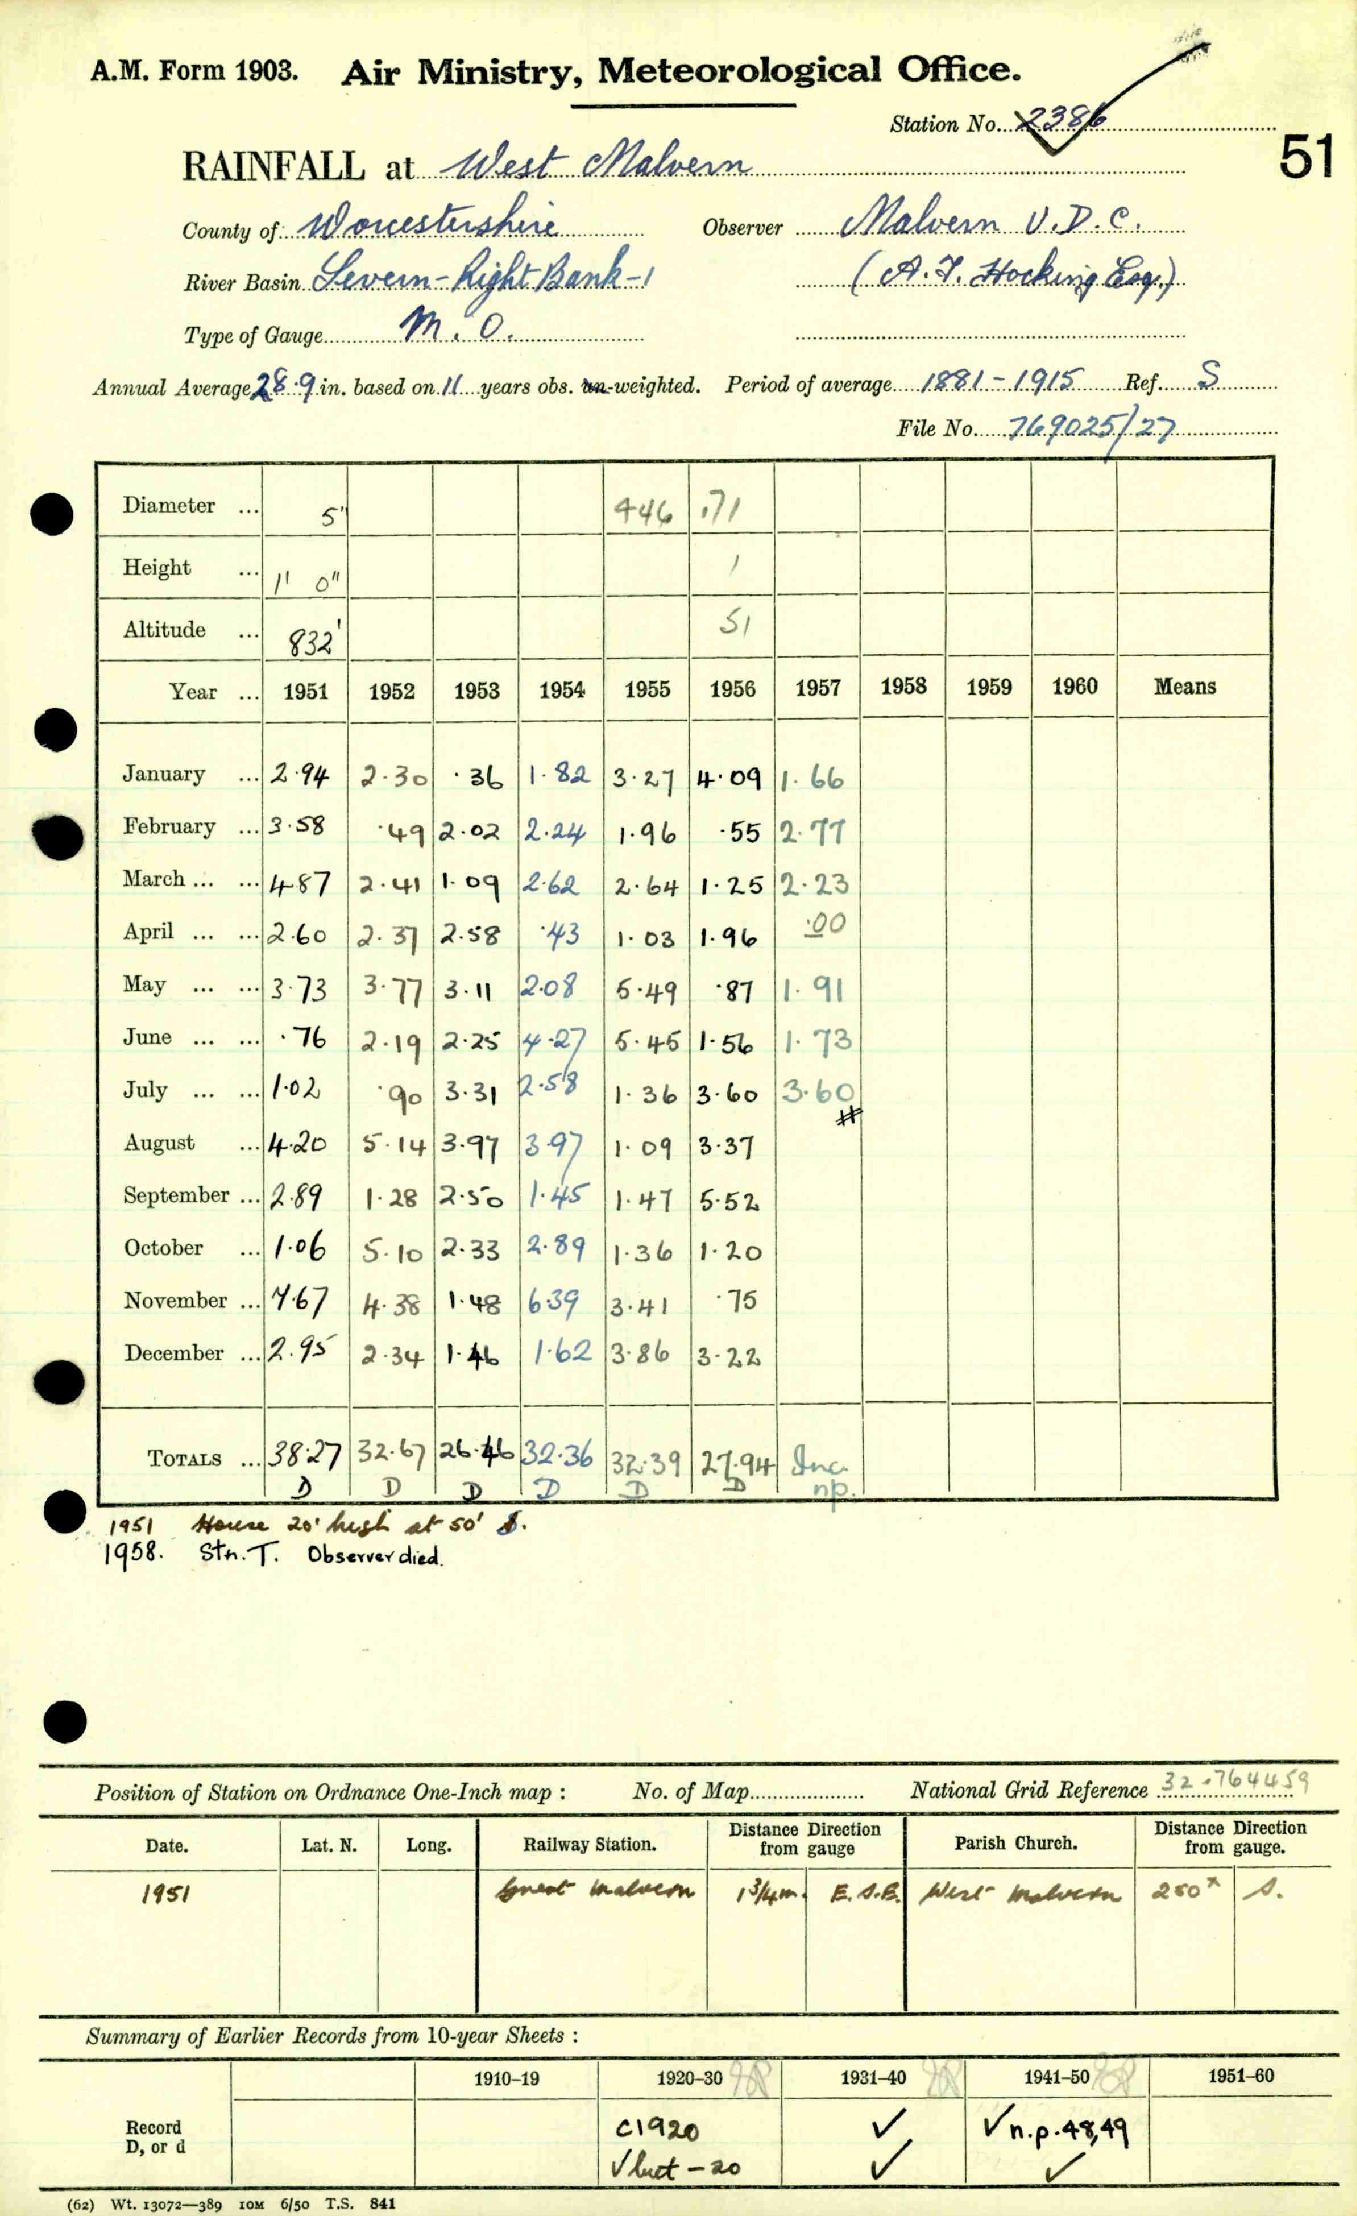 A.M. Form 1903. Air Ministry, Meteorological Office.
Station No. 2386
51
RAINFALL at West Malvern
County of Worcestershire Observer Malvern U.D.C.
River Basin Severn - Right Bank - 1 (A.F. Hocking Esq.)
Type of Gauge M.O.
Annual Average 28.9 in. based on 11 years obs. un-weighted. Period of average 1881-1915 Ref. S
File No. 769025/27
Diameter ... 5" 446 .71
Height ... 1' 0" 1
Altitude ... 832' 51
Year ... 1951 1952 1953 1954 1955 1956 1957 1958 1959 1960 Means
January ... 2.94 2.30 .36 1.82 3.27 4.09 1.66
February ... 3.58 .49 2.02 2.24 1.96 .55 2.77
March ... ... 4.87 2.41 1.09 2.62 2.64 1.25 2.23
April ... ... 2.60 2.37 2.58 .43 1.03 1.96 .00
May ... ... 3.73 3.77 3.11 2.08 5.49 .87 1.91
June ... ... .76 2.19 2.25 4.27 5.45 1.56 1.73
July ... ... 1.02 .90 3.31 2.58 1.36 3.60 3.60
August ... 4.20 5.14 3.97 3.97 1.09 3.37
September ... 2.89 1.28 2.50 1.45 1.47 5.52
October ... 1.06 5.10 2.33 2.89 1.36 1.20
November ... 7.67 4.38 1.48 6.39 3.41 .75
December ... 2.95 2.34 1.46 1.62 3.86 3.22
TOTALS ... 38.27 32.67 26.46 32.36 32.39 27.94 Inc.
D D D D D D np.
1951 House 20' high at 50' S.
1958. Stn. T. Observer died.
Position of Station on Ordnance One-Inch map : No. of Map National Grid Reference 32.764459
Date. Lat. N. Long. Railway Station. Distance Direction from gauge Parish Church. Distance Direction from gauge.
1951 Great Malvern 1 3/4 m. E.S.E. West Malvern 250x S.
Summary of Earlier Records from 10-year Sheets :
1910–19 1920–30 1931–40 1941–50 1951–60
Record C1920 ✓ ✓ n.p. 48,49
D, or d ✓ but - 20 ✓ ✓
(62) Wt. 13072—389 10M 6/50 T.S. 841